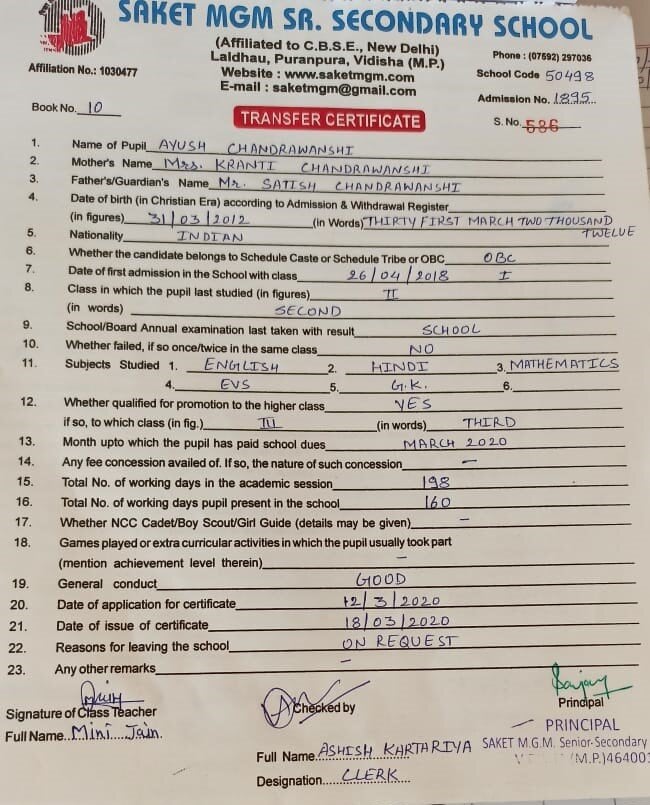 SAKET MGM SR. SECONDARY SCHOOL
(Affiliated to C.B.S.E., New Delhi)
Laldhau, Puranpura, Vidisha (M.P.)
Phone : (07592) 297036
Affiliation No.: 1030477
Website : www.saketmgm.com
School Code 50498
E-mail : saketmgm@gmail.com
Admission No. 1895
Book No. 10
TRANSFER CERTIFICATE
S. No. 586
1. Name of Pupil AYUSH CHANDRAWANSHI
2. Mother's Name Mrs. KRANTI CHANDRAWANSHI
3. Father's/Guardian's Name Mr. SATISH CHANDRAWANSHI
4. Date of birth (in Christian Era) according to Admission & Withdrawal Register
(in figures) 31/03/2012 (in Words) THIRTY FIRST MARCH TWO THOUSAND
TWELVE
5. Nationality INDIAN
6. Whether the candidate belongs to Schedule Caste or Schedule Tribe or OBC OBC
7. Date of first admission in the School with class 26/04/2018 I
8. Class in which the pupil last studied (in figures) II
(in words) SECOND
9. School/Board Annual examination last taken with result SCHOOL
10. Whether failed, if so once/twice in the same class NO
11. Subjects Studied 1. ENGLISH 2. HINDI 3. MATHEMATICS
4. EVS 5. G.K. 6.
12. Whether qualified for promotion to the higher class YES
if so, to which class (in fig.) III (in words) THIRD
13. Month upto which the pupil has paid school dues MARCH 2020
14. Any fee concession availed of. If so, the nature of such concession —
15. Total No. of working days in the academic session 198
16. Total No. of working days pupil present in the school 160
17. Whether NCC Cadet/Boy Scout/Girl Guide (details may be given) —
18. Games played or extra curricular activities in which the pupil usually took part
(mention achievement level therein) —
19. General conduct GOOD
20. Date of application for certificate 12/3/2020
21. Date of issue of certificate 18/03/2020
22. Reasons for leaving the school ON REQUEST
23. Any other remarks —
Signature of Class Teacher
Checked by
Principal
Full Name.. Mini Jain.
PRINCIPAL
Full Name ASHISH KARTARIYA
SAKET M.G.M. Senior-Secondary
(M.P.)464001
Designation CLERK